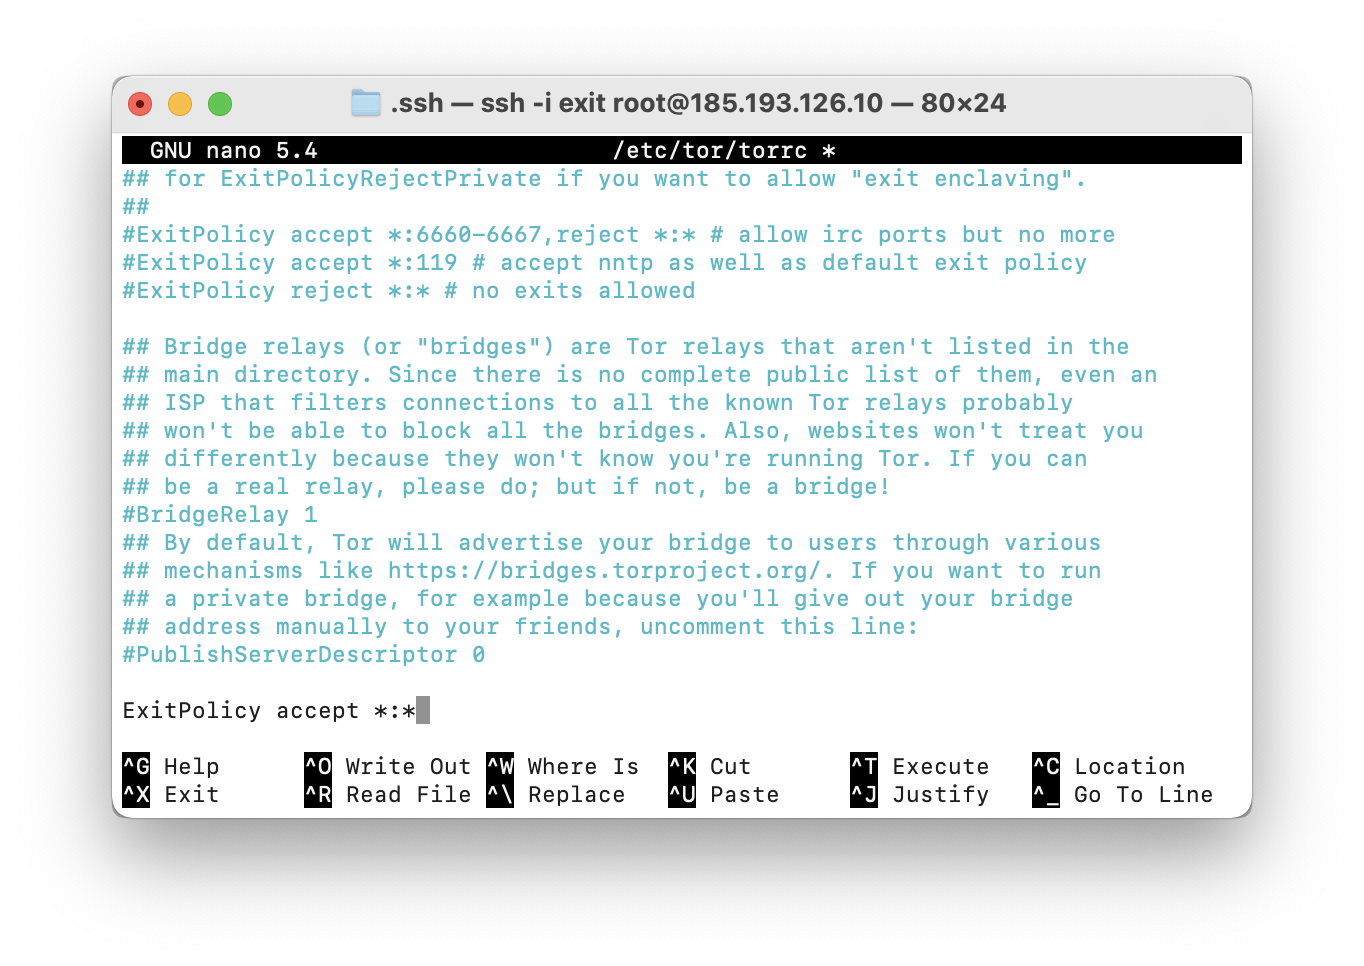 .ssh — ssh -i exit root@185.193.126.10 — 80×24
GNU nano 5.4 /etc/tor/torrc *
## for ExitPolicyRejectPrivate if you want to allow "exit enclaving".
##
#ExitPolicy accept *:6660-6667,reject *:* # allow irc ports but no more
#ExitPolicy accept *:119 # accept nntp as well as default exit policy
#ExitPolicy reject *:* # no exits allowed
## Bridge relays (or "bridges") are Tor relays that aren't listed in the
## main directory. Since there is no complete public list of them, even an
## ISP that filters connections to all the known Tor relays probably
## won't be able to block all the bridges. Also, websites won't treat you
## differently because they won't know you're running Tor. If you can
## be a real relay, please do; but if not, be a bridge!
#BridgeRelay 1
## By default, Tor will advertise your bridge to users through various
## mechanisms like https://bridges.torproject.org/. If you want to run
## a private bridge, for example because you'll give out your bridge
## address manually to your friends, uncomment this line:
#PublishServerDescriptor 0
ExitPolicy accept *:*
^G Help ^O Write Out ^W Where Is ^K Cut ^T Execute ^C Location
^X Exit ^R Read File ^\ Replace ^U Paste ^J Justify ^_ Go To Line